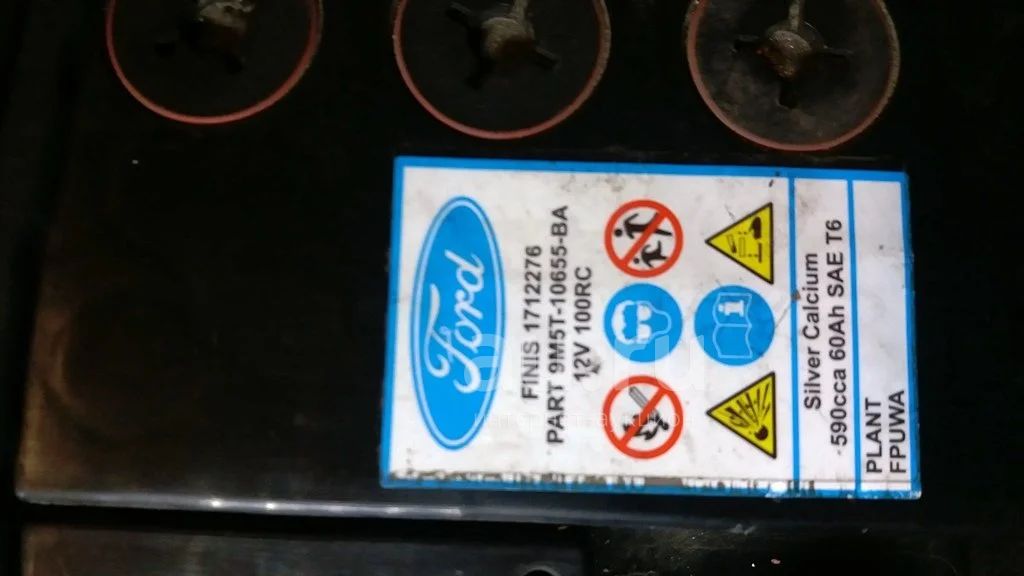 Ford
FINIS 1712276
PART 9M5T-10655-BA
12V 100RC
Silver Calcium
590cca 60Ah SAE T6
PLANT
FPUWA